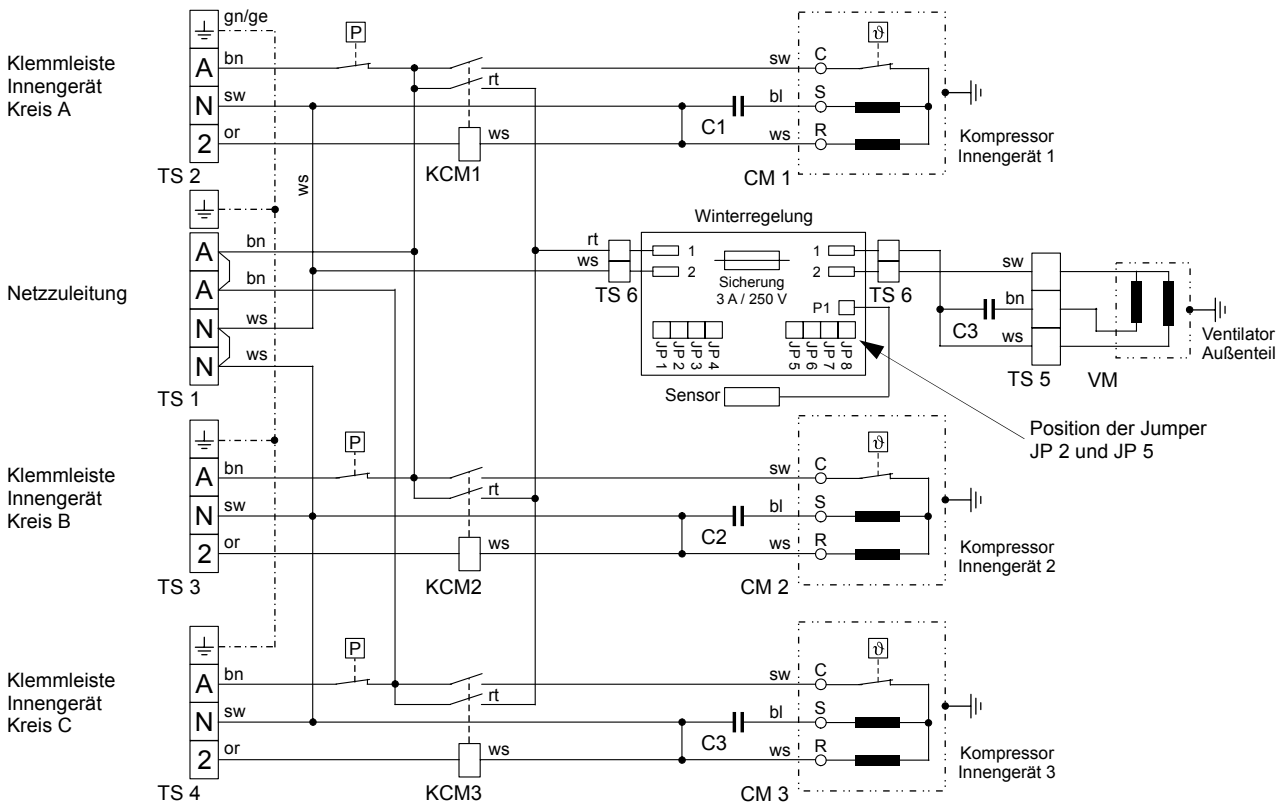 gn/ge
P
ϑ
Klemmleiste
Innengerät
Kreis A
A
bn
rt
sw
C
N
sw
C1
bl
S
2
or
ws
ws
R
Kompressor
Innengerät 1
TS 2
KCM1
CM 1
ws
Netzzuleitung
A
bn
A
bn
N
ws
N
ws
TS 1
Winterregelung
rt
ws
TS 6
1
2
Sicherung
3 A / 250 V
1
2
P1
TS 6
JP 1
JP 2
JP 3
JP 4
JP 5
JP 6
JP 7
JP 8
Sensor
sw
bn
ws
C3
TS 5
VM
Ventilator
Außenteil
Position der Jumper
JP 2 und JP 5
P
ϑ
Klemmleiste
Innengerät
Kreis B
A
bn
rt
sw
C
N
sw
C2
bl
S
2
or
ws
ws
R
Kompressor
Innengerät 2
TS 3
KCM2
CM 2
P
ϑ
Klemmleiste
Innengerät
Kreis C
A
bn
rt
sw
C
N
sw
C3
bl
S
2
or
ws
ws
R
Kompressor
Innengerät 3
TS 4
KCM3
CM 3